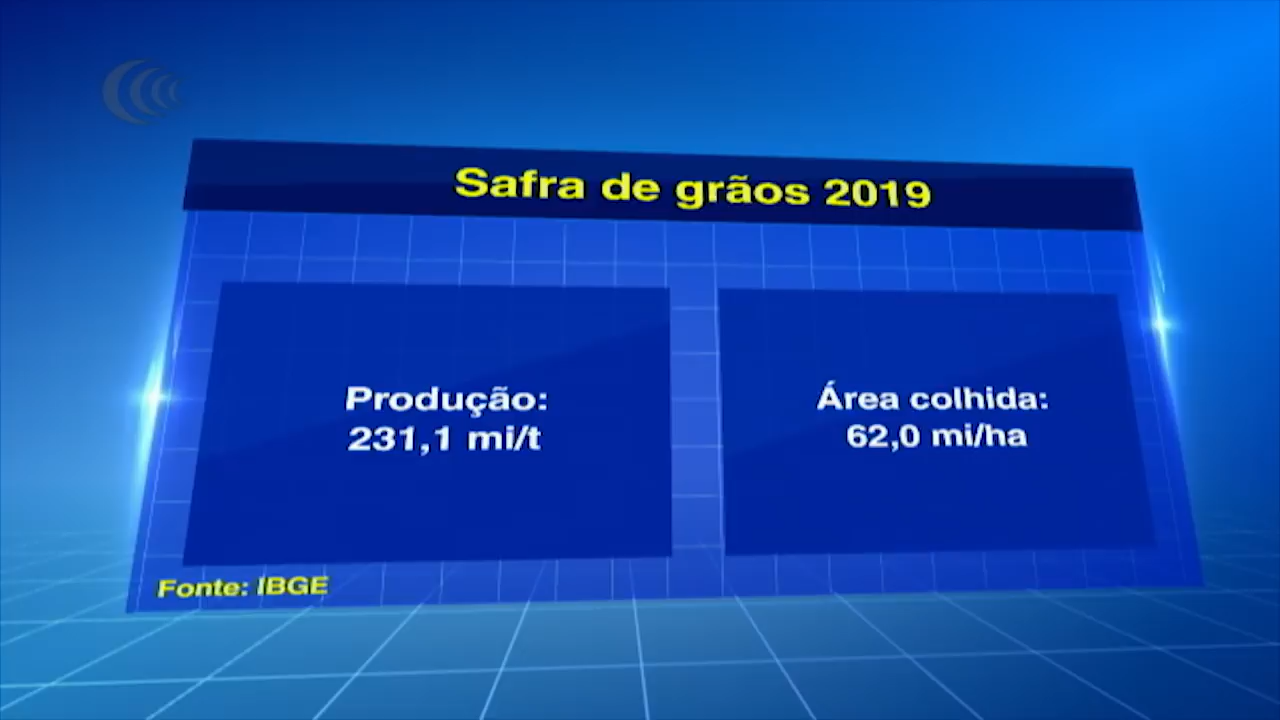 Safra de grãos 2019
Produção:
231,1 mi/t
Área colhida:
62,0 mi/ha
Fonte: IBGE